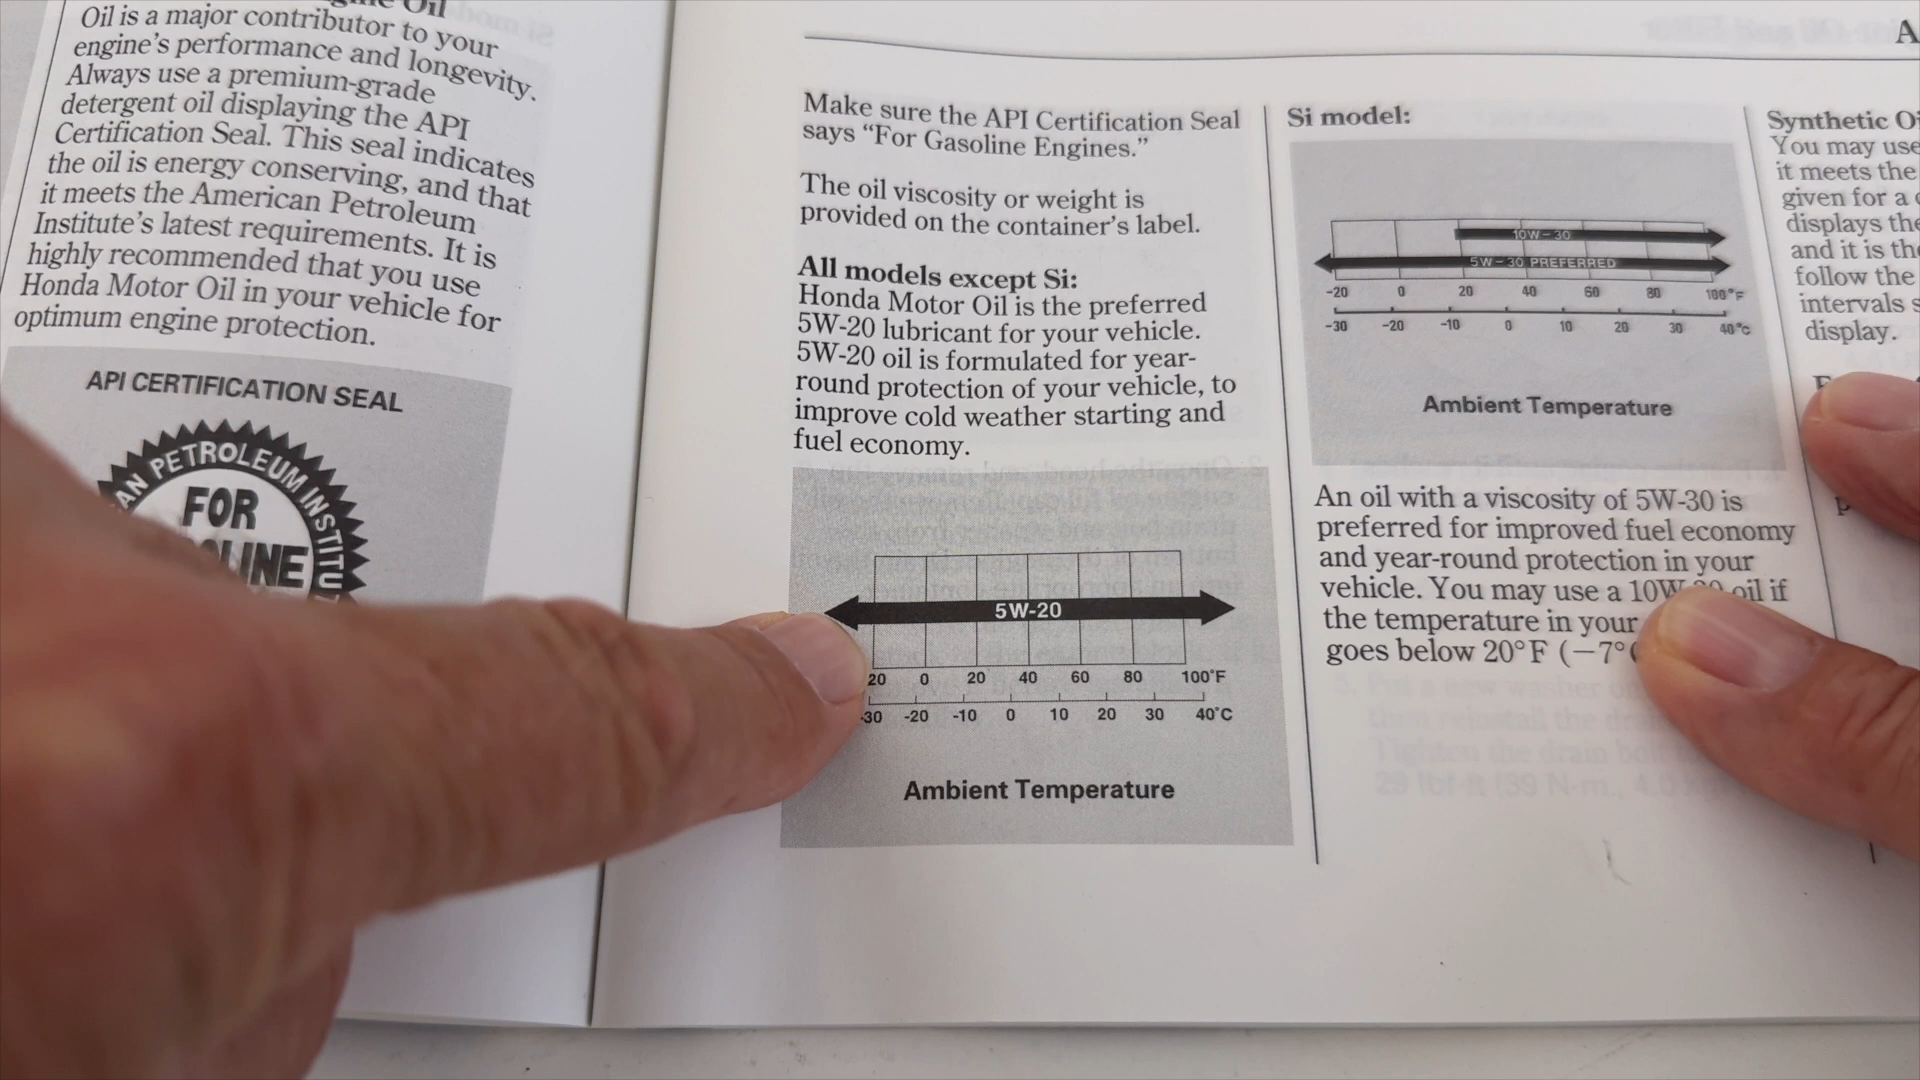 Oil
Oil is a major contributor to your
engine's performance and longevity.
Always use a premium-grade
detergent oil displaying the API
Certification Seal. This seal indicates
the oil is energy conserving, and that
it meets the American Petroleum
Institute's latest requirements. It is
highly recommended that you use
Honda Motor Oil in your vehicle for
optimum engine protection.
API CERTIFICATION SEAL
AN PETROLEUM INSTITU
FOR
LINE
Make sure the API Certification Seal
says “For Gasoline Engines.”
The oil viscosity or weight is
provided on the container's label.
All models except Si:
Honda Motor Oil is the preferred
5W-20 lubricant for your vehicle.
5W-20 oil is formulated for year-
round protection of your vehicle, to
improve cold weather starting and
fuel economy.
5W-20
20 0 20 40 60 80 100°F
-30 -20 -10 0 10 20 30 40°C
Ambient Temperature
A
Si model:
10W-30
5W-30 PREFERRED
-20 0 20 40 60 80 100°F
-30 -20 -10 0 10 20 30 40°C
Ambient Temperature
An oil with a viscosity of 5W-30 is
preferred for improved fuel economy
and year-round protection in your
vehicle. You may use a 10W oil if
the temperature in your
goes below 20°F (−7°
Synthetic O
You may use
it meets the
given for a
displays the
and it is the
follow the
intervals s
display.